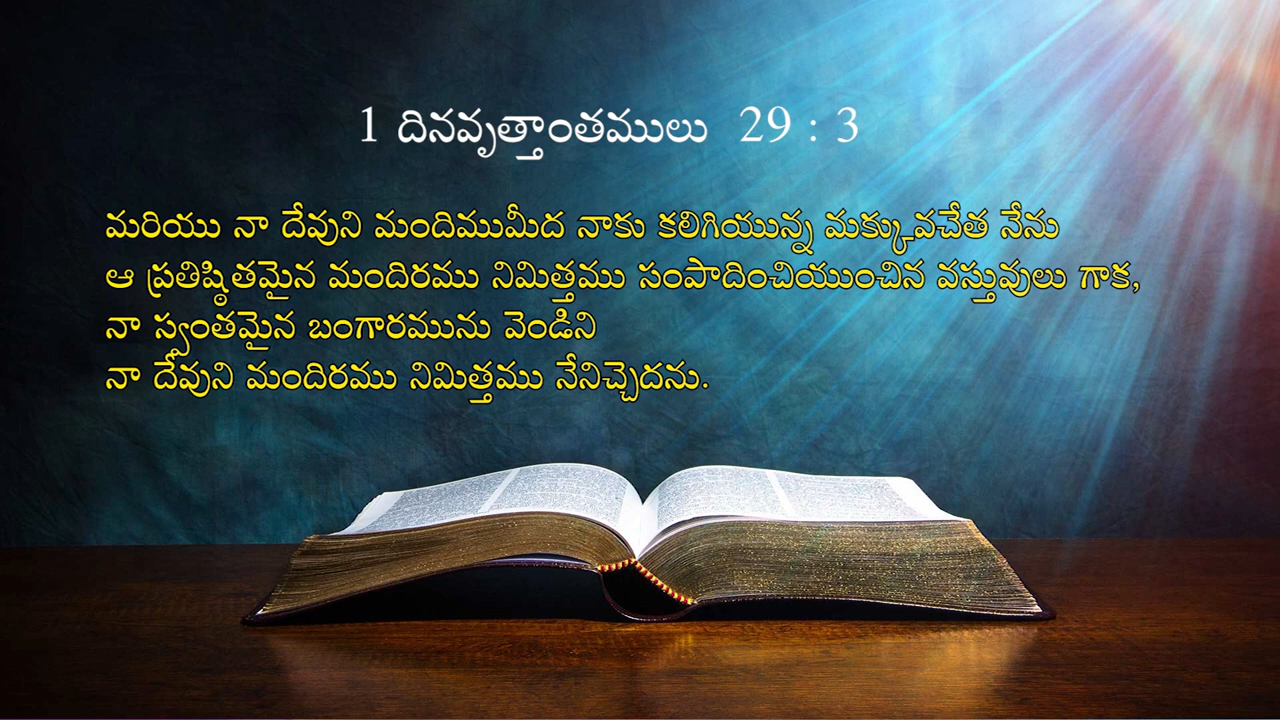 1 దినవృత్తాంతములు 29 : 3
మరియు నా దేవుని మందిముమీద నాకు కలిగియున్న మక్కువచేత నేను
ఆ ప్రతిష్ఠితమైన మందిరము నిమిత్తము సంపాదించియుంచిన వస్తువులు గాక,
నా స్వంతమైన బంగారమును వెండిని
నా దేవుని మందిరము నిమిత్తము నేనిచ్చెదను.